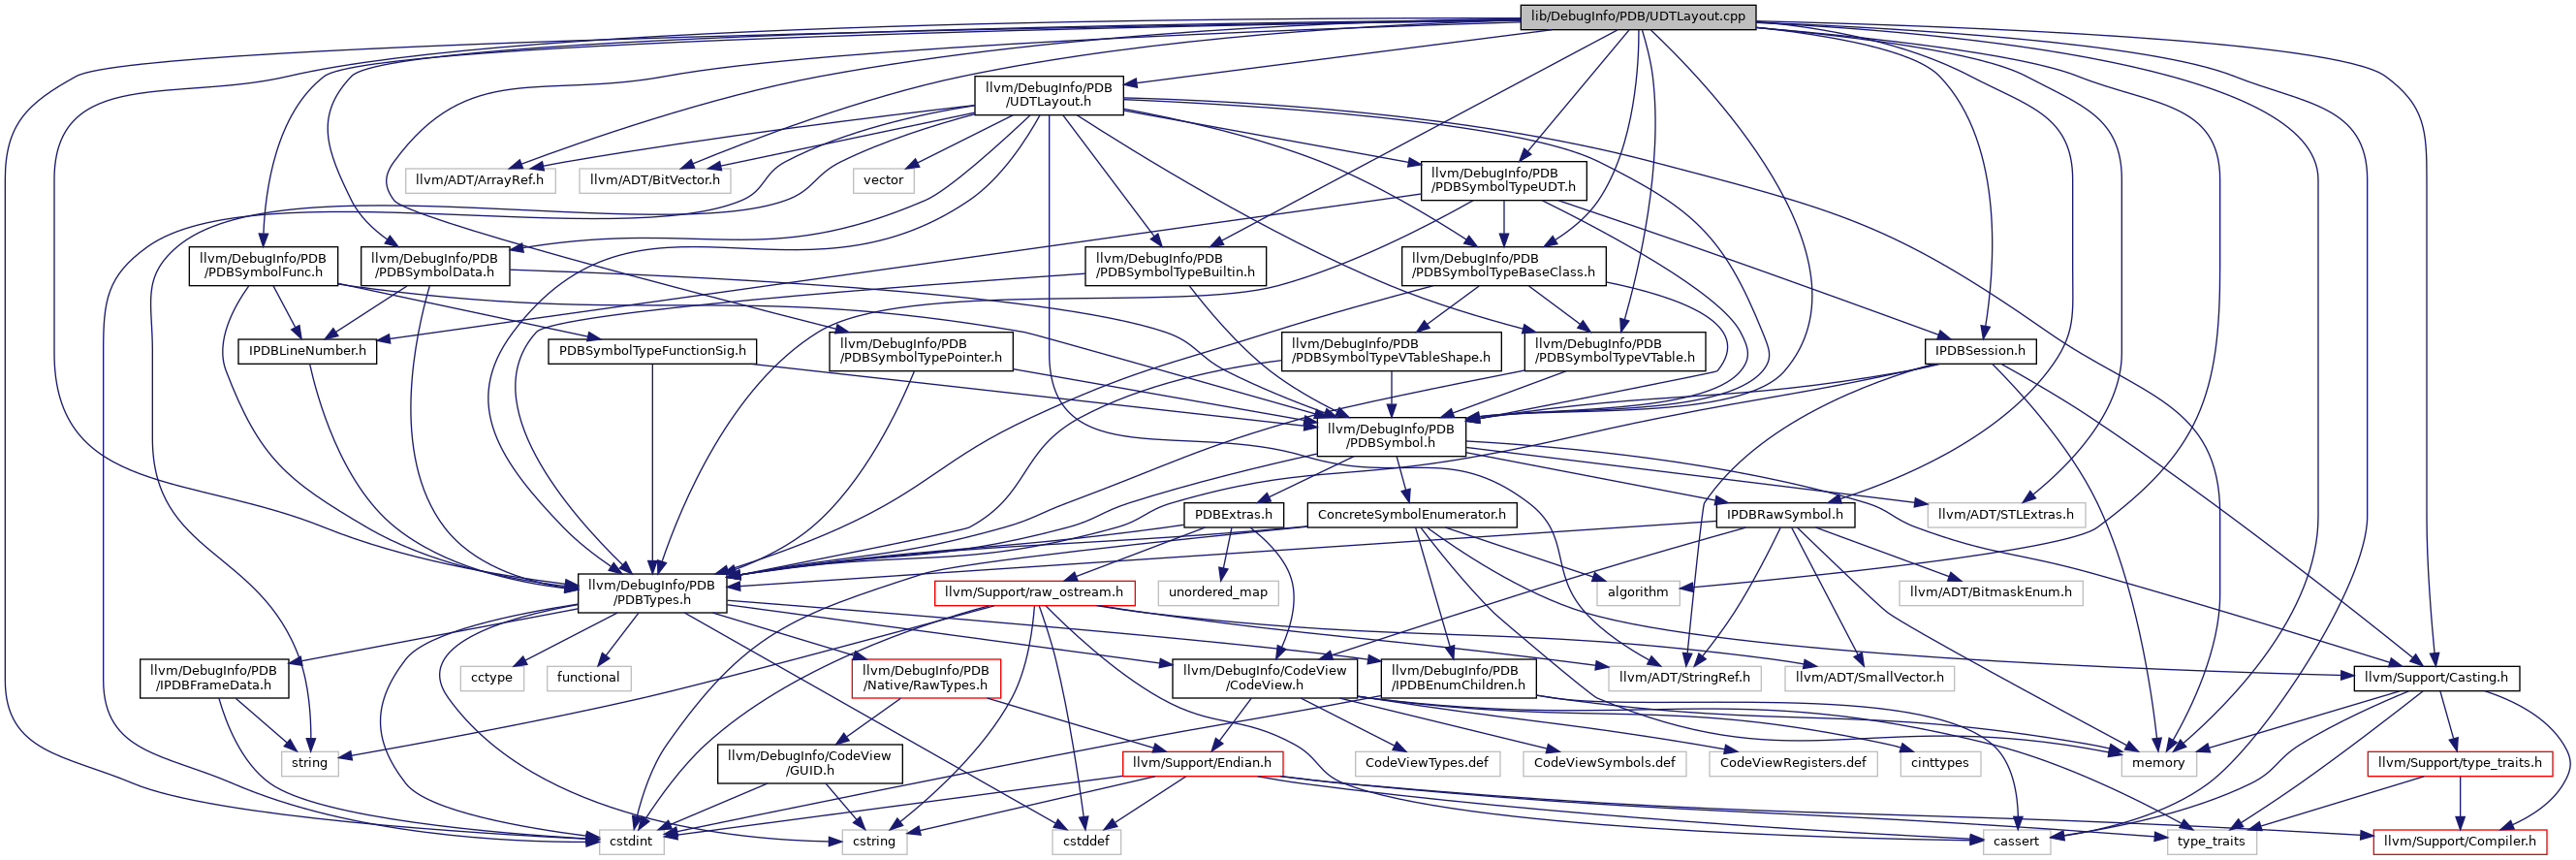 lib/DebugInfo/PDB/UDTLayout.cpp
llvm/DebugInfo/PDB
/UDTLayout.h
llvm/ADT/ArrayRef.h
llvm/ADT/BitVector.h
vector
llvm/DebugInfo/PDB
/PDBSymbolTypeUDT.h
llvm/DebugInfo/PDB
/PDBSymbolFunc.h
llvm/DebugInfo/PDB
/PDBSymbolData.h
llvm/DebugInfo/PDB
/PDBSymbolTypeBuiltin.h
llvm/DebugInfo/PDB
/PDBSymbolTypeBaseClass.h
IPDBLineNumber.h
PDBSymbolTypeFunctionSig.h
llvm/DebugInfo/PDB
/PDBSymbolTypePointer.h
llvm/DebugInfo/PDB
/PDBSymbolTypeVTableShape.h
llvm/DebugInfo/PDB
/PDBSymbolTypeVTable.h
IPDBSession.h
llvm/DebugInfo/PDB
/PDBSymbol.h
PDBExtras.h
ConcreteSymbolEnumerator.h
IPDBRawSymbol.h
llvm/ADT/STLExtras.h
llvm/DebugInfo/PDB
/PDBTypes.h
llvm/Support/raw_ostream.h
unordered_map
algorithm
llvm/ADT/BitmaskEnum.h
llvm/DebugInfo/PDB
/IPDBFrameData.h
cctype
functional
llvm/DebugInfo/PDB
/Native/RawTypes.h
llvm/DebugInfo/CodeView
/CodeView.h
llvm/DebugInfo/PDB
/IPDBEnumChildren.h
llvm/ADT/StringRef.h
llvm/ADT/SmallVector.h
llvm/Support/Casting.h
string
llvm/DebugInfo/CodeView
/GUID.h
llvm/Support/Endian.h
CodeViewTypes.def
CodeViewSymbols.def
CodeViewRegisters.def
cinttypes
memory
llvm/Support/type_traits.h
cstdint
cstring
cstddef
cassert
type_traits
llvm/Support/Compiler.h